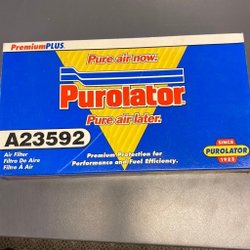 PremiumPLUS
Pure air now.
Purolator
Pure air later.
A23592
Air Filter
Filtro De Aire
Filtre A Air
Premium Protection for
Performance and Fuel Efficiency.
SINCE
PUROLATOR
1923